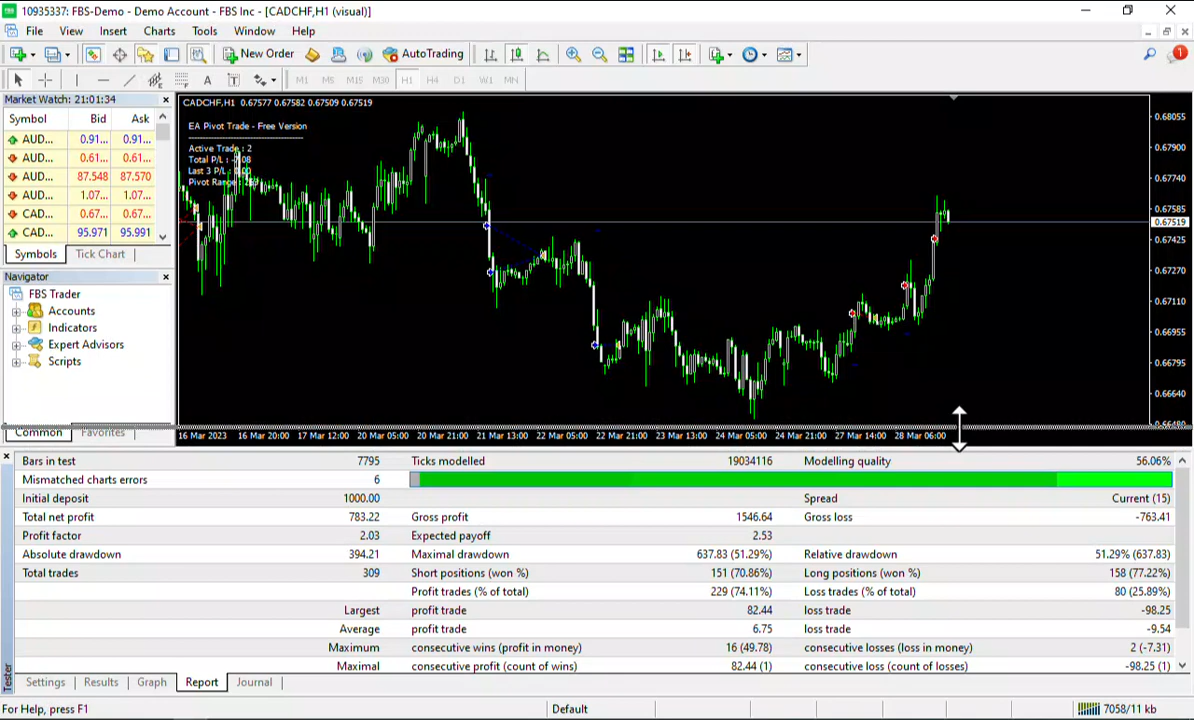 10935337: FBS-Demo - Demo Account - FBS Inc - [CADCHF,H1 (visual)]
File View Insert Charts Tools Window Help
New Order AutoTrading 1
A T M1 M5 M15 M30 H1 H4 D1 W1 MN
Market Watch: 21:01:34
Symbol Bid Ask
AUD... 0.91... 0.91...
AUD... 0.61... 0.61...
AUD... 87.548 87.570
AUD... 1.07... 1.07...
CAD... 0.67... 0.67...
CAD... 95.971 95.991
Symbols Tick Chart
Navigator
FBS Trader
Accounts
Indicators
Expert Advisors
Scripts
Common Favorites
CADCHF,H1 0.67577 0.67582 0.67509 0.67519
EA Pivot Trade - Free Version
Active Trade : 2
Total P/L :
Last 3 P/L :
Pivot Range :
0.68055
0.67900
0.67740
0.67585
0.67519
0.67425
0.67270
0.67110
0.66955
0.66795
0.66640
0.66480
16 Mar 2023 16 Mar 20:00 17 Mar 12:00 20 Mar 05:00 20 Mar 21:00 21 Mar 13:00 22 Mar 05:00 22 Mar 21:00 23 Mar 13:00 24 Mar 05:00 24 Mar 21:00 27 Mar 14:00 28 Mar 06:00
Bars in test 7795 Ticks modelled 19034116 Modelling quality 56.06%
Mismatched charts errors 6
Initial deposit 1000.00 Spread Current (15)
Total net profit 783.22 Gross profit 1546.64 Gross loss -763.41
Profit factor 2.03 Expected payoff 2.53
Absolute drawdown 394.21 Maximal drawdown 637.83 (51.29%) Relative drawdown 51.29% (637.83)
Total trades 309 Short positions (won %) 151 (70.86%) Long positions (won %) 158 (77.22%)
Profit trades (% of total) 229 (74.11%) Loss trades (% of total) 80 (25.89%)
Largest profit trade 82.44 loss trade -98.25
Average profit trade 6.75 loss trade -9.54
Maximum consecutive wins (profit in money) 16 (49.78) consecutive losses (loss in money) 2 (-7.31)
Maximal consecutive profit (count of wins) 82.44 (1) consecutive loss (count of losses) -98.25 (1)
Tester
Settings Results Graph Report Journal
For Help, press F1 Default 7058/11 kb